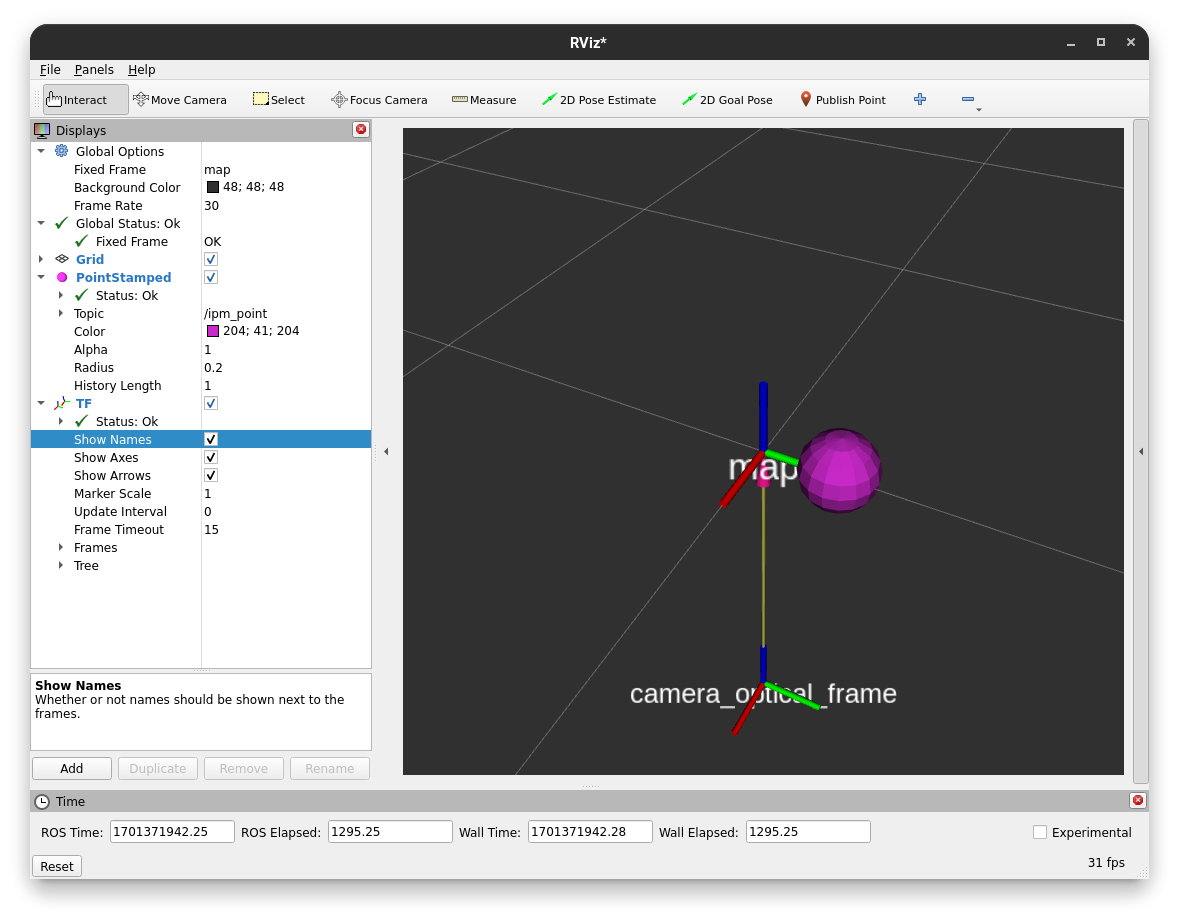 RViz*
File Panels Help
Interact Move Camera Select Focus Camera Measure 2D Pose Estimate 2D Goal Pose Publish Point
Displays
Global Options
Fixed Frame map
Background Color 48; 48; 48
Frame Rate 30
Global Status: Ok
Fixed Frame OK
Grid
PointStamped
Status: Ok
Topic /ipm_point
Color 204; 41; 204
Alpha 1
Radius 0.2
History Length 1
TF
Status: Ok
Show Names
Show Axes
Show Arrows
Marker Scale 1
Update Interval 0
Frame Timeout 15
Frames
Tree
Show Names
Whether or not names should be shown next to the
frames.
Add Duplicate Remove Rename
map
camera_optical_frame
Time
ROS Time: 1701371942.25 ROS Elapsed: 1295.25 Wall Time: 1701371942.28 Wall Elapsed: 1295.25 Experimental
Reset 31 fps